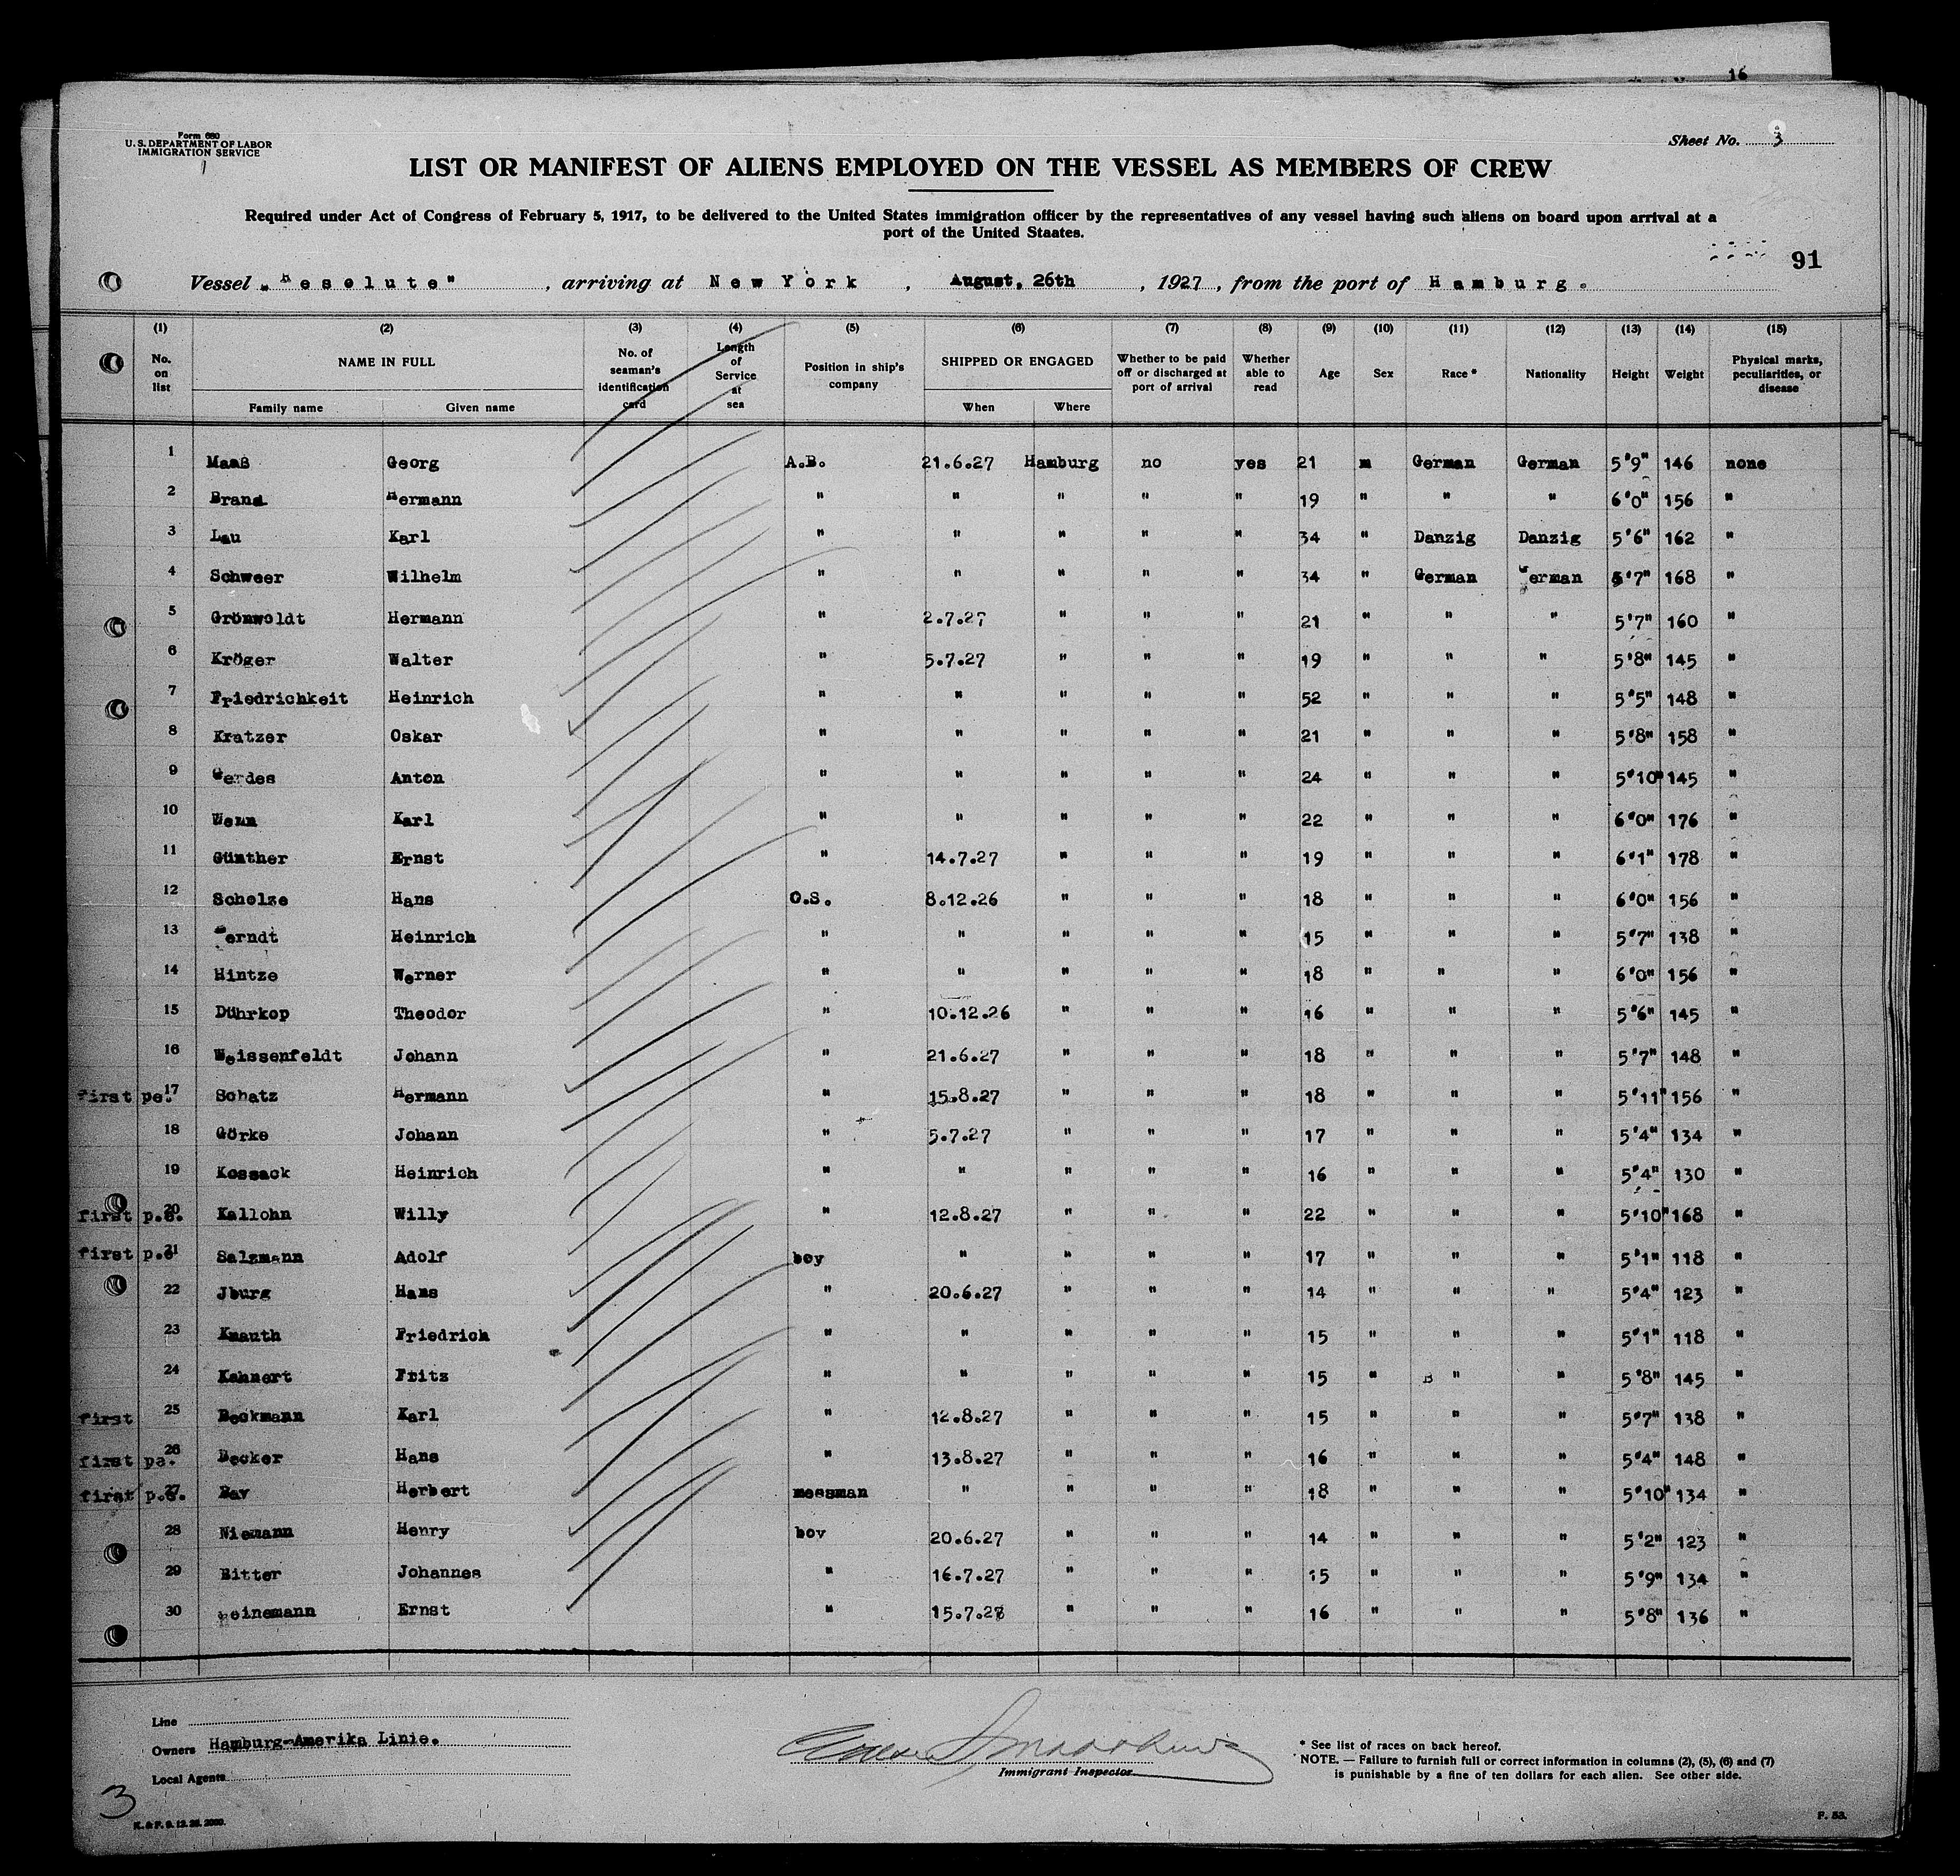 16
Form 680
U. S. DEPARTMENT OF LABOR
IMMIGRATION SERVICE
Sheet No. 3
LIST OR MANIFEST OF ALIENS EMPLOYED ON THE VESSEL AS MEMBERS OF CREW
Required under Act of Congress of February 5, 1917, to be delivered to the United States immigration officer by the representatives of any vessel having such aliens on board upon arrival at a
port of the United Staates.
91
Vessel „Resolute", arriving at New York, August, 26th, 1927, from the port of Hamburg.
(1) (2) (3) (4) (5) (6) (7) (8) (9) (10) (11) (12) (13) (14) (15)
No. on list NAME IN FULL Family name Given name No. of seaman's identification card Length of Service at sea Position in ship's company SHIPPED OR ENGAGED When Where Whether to be paid off or discharged at port of arrival Whether able to read Age Sex Race * Nationality Height Weight Physical marks, peculiarities, or disease
1 Maaß Georg A.B. 21.6.27 Hamburg no yes 21 m German German 5'9" 146 none
2 Brand Hermann " " " " " 19 " " " 6'0" 156 "
3 Lau Karl " " " " " 34 " Danzig Danzig 5'6" 162 "
4 Schweer Wilhelm " " " " " 34 " German German 5'7" 168 "
5 Grönwoldt Hermann " 2.7.27 " " " 21 " " " 5'7" 160 "
6 Kröger Walter " 5.7.27 " " " 19 " " " 5'8" 145 "
7 Friedrichkeit Heinrich " " " " " 52 " " " 5'5" 148 "
8 Kratzer Oskar " " " " " 21 " " " 5'8" 158 "
9 Gerdes Anton " " " " " 24 " " " 5'10" 145 "
10 Karl " " " " " 22 " " " 6'0" 176 "
11 Günther Ernst " 14.7.27 " " " 19 " " " 6'1" 178 "
12 Scholze Hans O.S. 8.12.26 " " " 18 " " " 6'0" 156 "
13 Berndt Heinrich " " " " " 15 " " " 5'7" 138 "
14 Hintze Werner " " " " " 18 " " " 6'0" 156 "
15 Dührkop Theodor " 10.12.26 " " " 16 " " " 5'6" 145 "
16 Weissenfeldt Johann " 21.6.27 " " " 18 " " " 5'7" 148 "
first pe. 17 Schatz Hermann " 15.8.27 " " " 18 " " " 5'11" 156 "
18 Görke Johann " 5.7.27 " " " 17 " " " 5'4" 134 "
19 Kossack Heinrich " " " " " 16 " " " 5'4" 130 "
first p.e. 20 Kallohn Willy " 12.8.27 " " " 22 " " " 5'10" 168 "
first p.e 21 Salzmann Adolf boy " " " " 17 " " " 5'1" 118 "
22 Jburg Hans " 20.6.27 " " " 14 " " " 5'4" 123 "
23 Knauth Friedrich " " " " " 15 " " " 5'1" 118 "
24 Kahnert Fritz " " " " " 15 " B " " 5'8" 145 "
first 25 Beckmann Karl " 12.8.27 " " " 15 " " " 5'7" 138 "
first pe. 26 Becker Hans " 13.8.27 " " " 16 " " " 5'4" 148 "
first p.e. 27 Bay Herbert messman " " " " 18 " " " 5'10" 134 "
28 Niemann Henry boy 20.6.27 " " " 14 " " " 5'2" 123 "
29 Ritter Johannes " 16.7.27 " " " 15 " " " 5'9" 134 "
30 Heinemann Ernst " 15.7.27 " " " 16 " " " 5'8" 136 "
Line
Owners Hamburg-Amerika Linie.
Local Agents
Immigrant Inspector
* See list of races on back hereof.
NOTE. — Failure to furnish full or correct information in columns (2), (5), (6) and (7)
is punishable by a fine of ten dollars for each alien. See other side.
3
K. & F. 9. 12. 25. 2000.
F. 53.